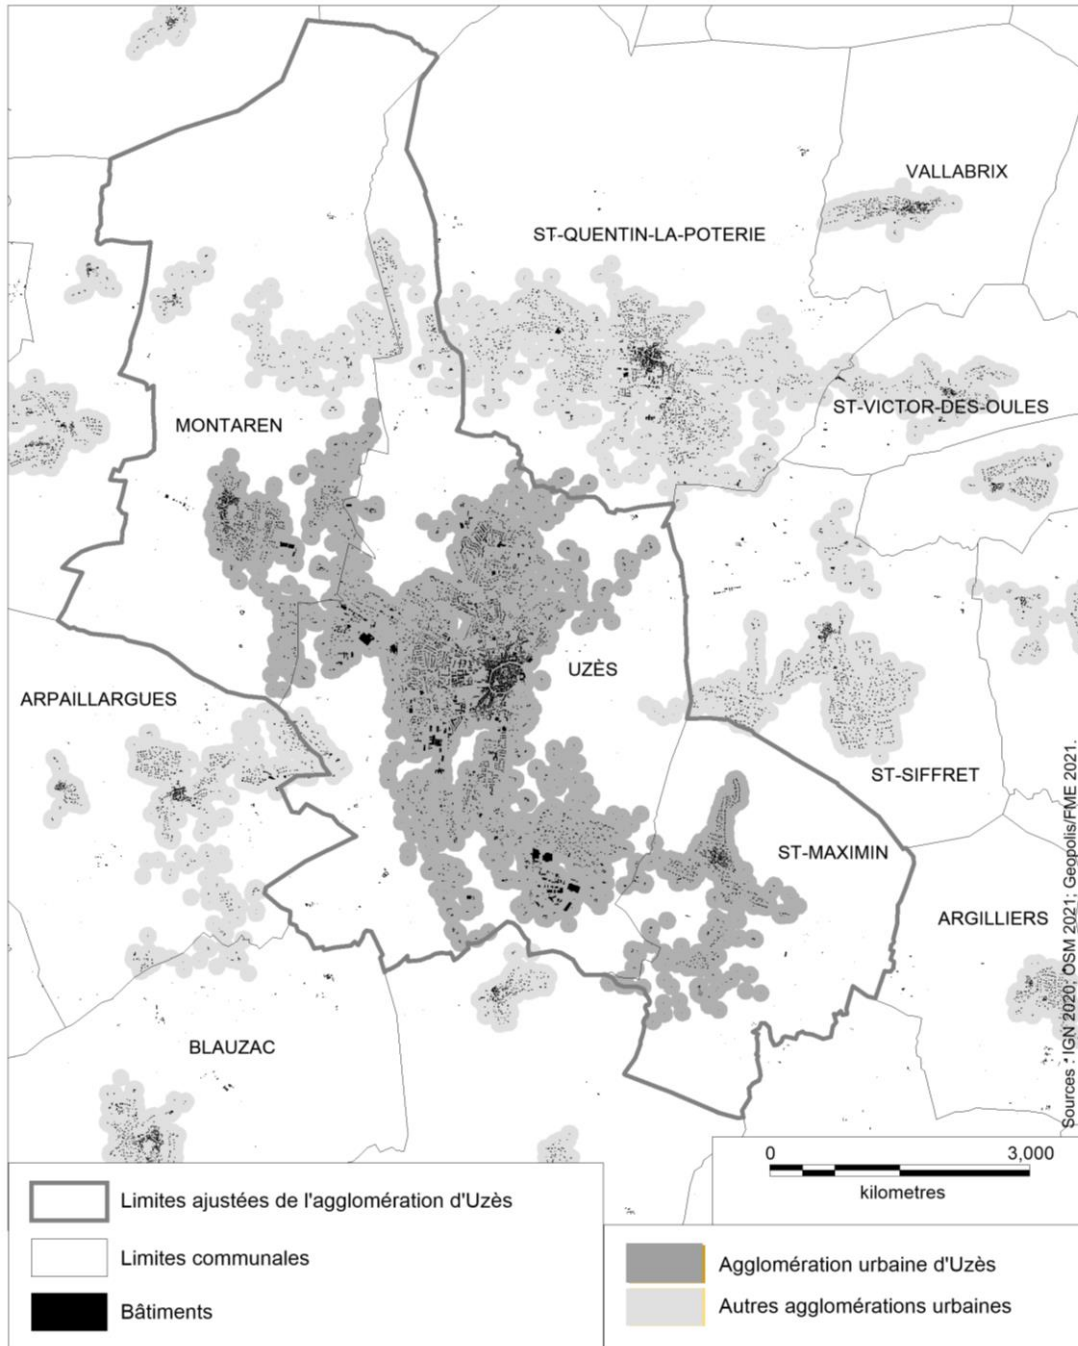 VALLABRIX
ST-QUENTIN-LA-POTERIE
ST-VICTOR-DES-OULES
MONTAREN
UZÈS
ARPAILLARGUES
ST-SIFFRET
ST-MAXIMIN
ARGILLIERS
BLAUZAC
Sources : IGN 2020; OSM 2021; Geopolis/FME 2021.
0 3,000
kilometres
Limites ajustées de l'agglomération d'Uzès
Limites communales
Bâtiments
Agglomération urbaine d'Uzès
Autres agglomérations urbaines